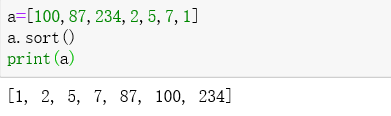 a=[100,87,234,2,5,7,1]
a.sort()
print(a)
[1, 2, 5, 7, 87, 100, 234]